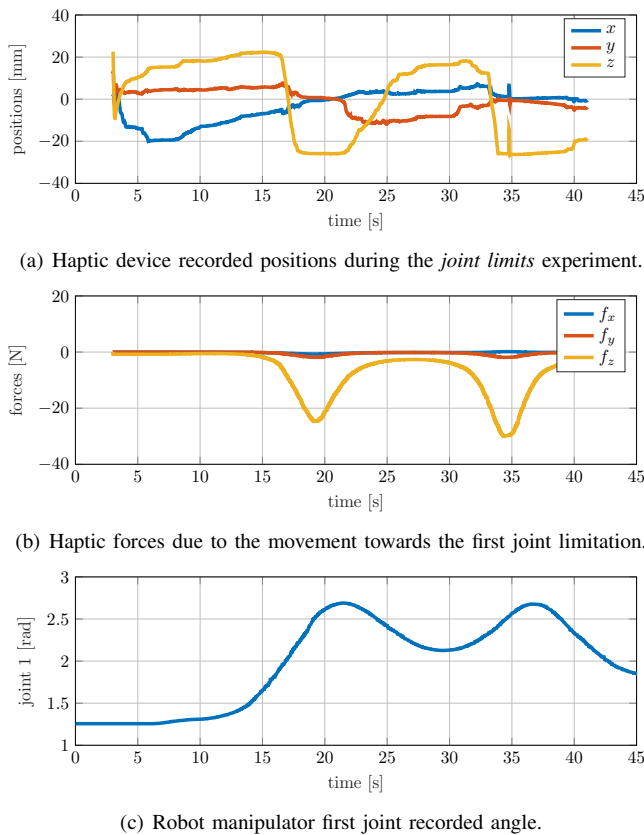 40
20
0
−20
−40
positions [mm]
x
y
z
0 5 10 15 20 25 30 35 40 45
time [s]
(a) Haptic device recorded positions during the joint limits experiment.
20
0
−20
−40
forces [N]
f_x
f_y
f_z
0 5 10 15 20 25 30 35 40 45
time [s]
(b) Haptic forces due to the movement towards the first joint limitation.
3
2.5
2
1.5
1
joint 1 [rad]
0 5 10 15 20 25 30 35 40 45
time [s]
(c) Robot manipulator first joint recorded angle.